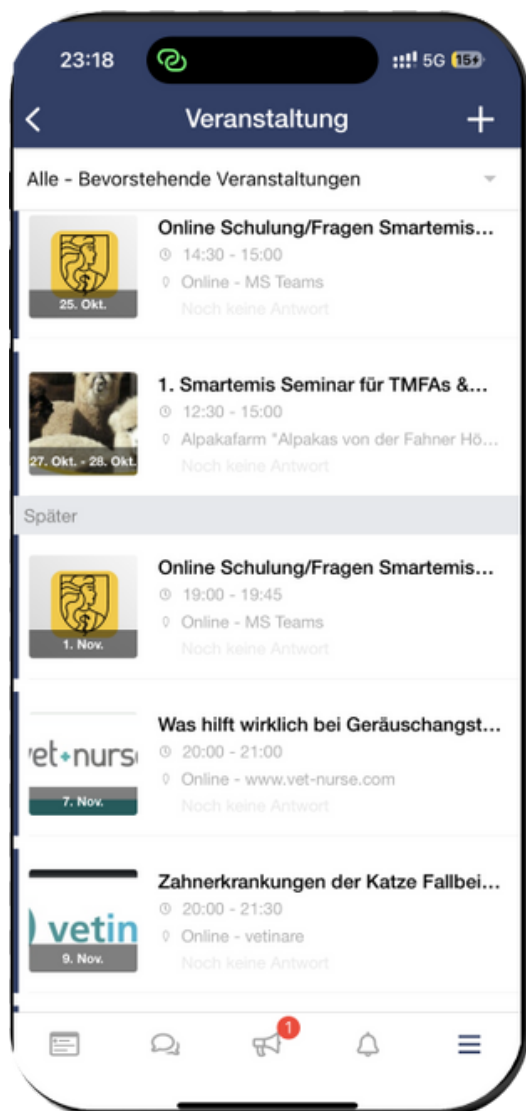 23:18
5G 15
Veranstaltung
Alle - Bevorstehende Veranstaltungen
Online Schulung/Fragen Smartemis...
14:30 - 15:00
25. Okt.
Online - MS Teams
Noch keine Antwort
1. Smartemis Seminar für TMFAs &...
12:30 - 15:00
27. Okt. - 28. Okt.
Alpakafarm "Alpakas von der Fahner Hö...
Noch keine Antwort
Später
Online Schulung/Fragen Smartemis...
19:00 - 19:45
Online - MS Teams
1. Nov.
Noch keine Antwort
Was hilft wirklich bei Geräuschangst...
vet+nurs
20:00 - 21:00
Online - www.vet-nurse.com
7. Nov.
Noch keine Antwort
Zahnerkrankungen der Katze Fallbei...
20:00 - 21:30
vetin
Online - vetinare
9. Nov.
Noch keine Antwort
1